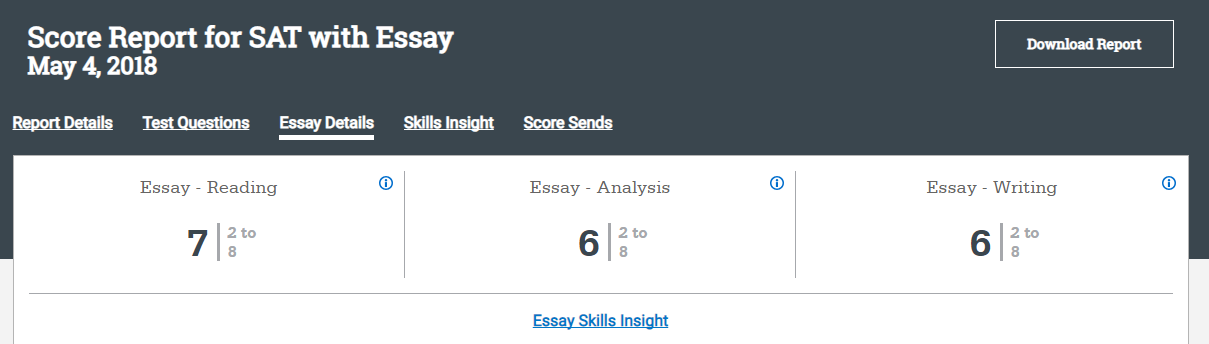 Score Report for SAT with Essay
May 4, 2018
Download Report
Report Details Test Questions Essay Details Skills Insight Score Sends
Essay - Reading
7 2 to
8
Essay - Analysis
6 2 to
8
Essay - Writing
6 2 to
8
Essay Skills Insight